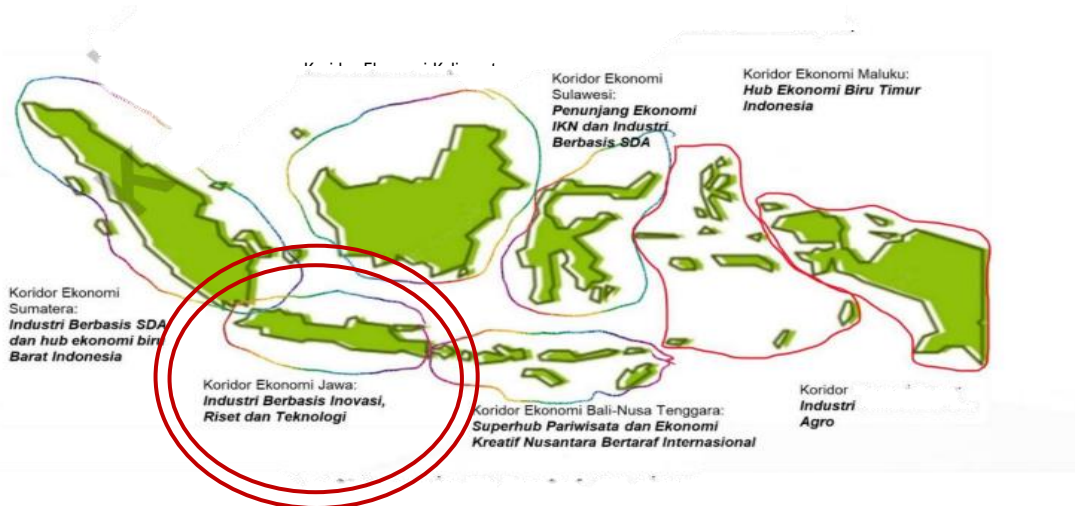 Koridor Ekonomi
Sulawesi:
Penunjang Ekonomi
IKN dan Industri
Berbasis SDA
Koridor Ekonomi Maluku:
Hub Ekonomi Biru Timur
Indonesia
Koridor Ekonomi
Sumatera:
Industri Berbasis SDA
dan hub ekonomi biru
Barat Indonesia
Koridor Ekonomi Jawa:
Industri Berbasis Inovasi,
Riset dan Teknologi
Koridor Ekonomi Bali-Nusa Tenggara:
Superhub Pariwisata dan Ekonomi
Kreatif Nusantara Bertaraf Internasional
Koridor
Industri
Agro